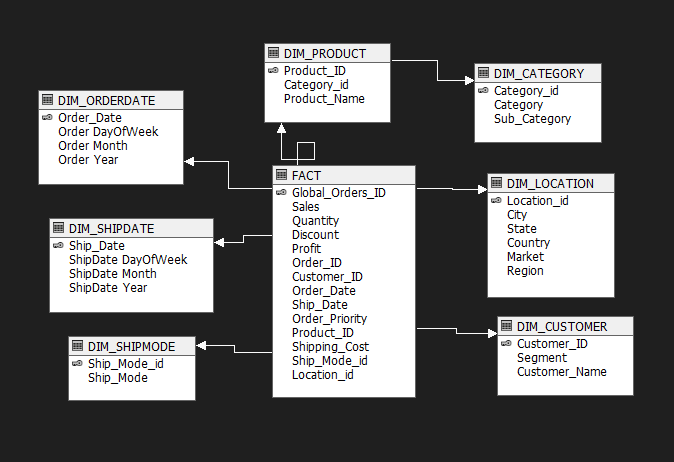 DIM_PRODUCT
Product_ID
Category_id
Product_Name
DIM_CATEGORY
Category_id
Category
Sub_Category
DIM_ORDERDATE
Order_Date
Order DayOfWeek
Order Month
Order Year
FACT
Global_Orders_ID
Sales
Quantity
Discount
Profit
Order_ID
Customer_ID
Order_Date
Ship_Date
Order_Priority
Product_ID
Shipping_Cost
Ship_Mode_id
Location_id
DIM_LOCATION
Location_id
City
State
Country
Market
Region
DIM_SHIPDATE
Ship_Date
ShipDate DayOfWeek
ShipDate Month
ShipDate Year
DIM_CUSTOMER
Customer_ID
Segment
Customer_Name
DIM_SHIPMODE
Ship_Mode_id
Ship_Mode